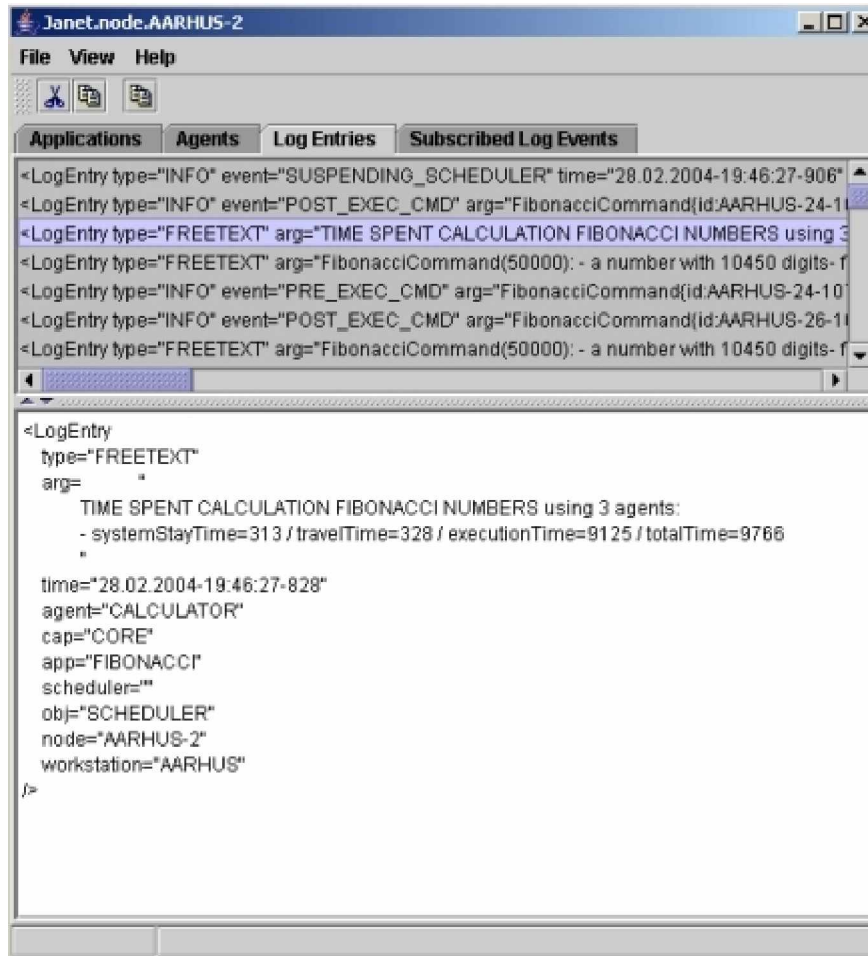 Janet.node.AARHUS-2
File View Help
Applications Agents Log Entries Subscribed Log Events
<LogEntry type="INFO" event="SUSPENDING_SCHEDULER" time="28.02.2004-19:46:27-906"
<LogEntry type="INFO" event="POST_EXEC_CMD" arg="FibonacciCommand{id:AARHUS-24-1
<LogEntry type="FREETEXT" arg="TIME SPENT CALCULATION FIBONACCI NUMBERS using 3
<LogEntry type="FREETEXT" arg="FibonacciCommand(50000): - a number with 10450 digits- f
<LogEntry type="INFO" event="PRE_EXEC_CMD" arg="FibonacciCommand{id:AARHUS-24-10
<LogEntry type="INFO" event="POST_EXEC_CMD" arg="FibonacciCommand{id:AARHUS-26-1
<LogEntry type="FREETEXT" arg="FibonacciCommand(50000): - a number with 10450 digits- f
<LogEntry
type="FREETEXT"
arg= "
TIME SPENT CALCULATION FIBONACCI NUMBERS using 3 agents:
- systemStayTime=313 / travelTime=328 / executionTime=9125 / totalTime=9766
"
time="28.02.2004-19:46:27-828"
agent="CALCULATOR"
cap="CORE"
app="FIBONACCI"
scheduler=""
obj="SCHEDULER"
node="AARHUS-2"
workstation="AARHUS"
/>